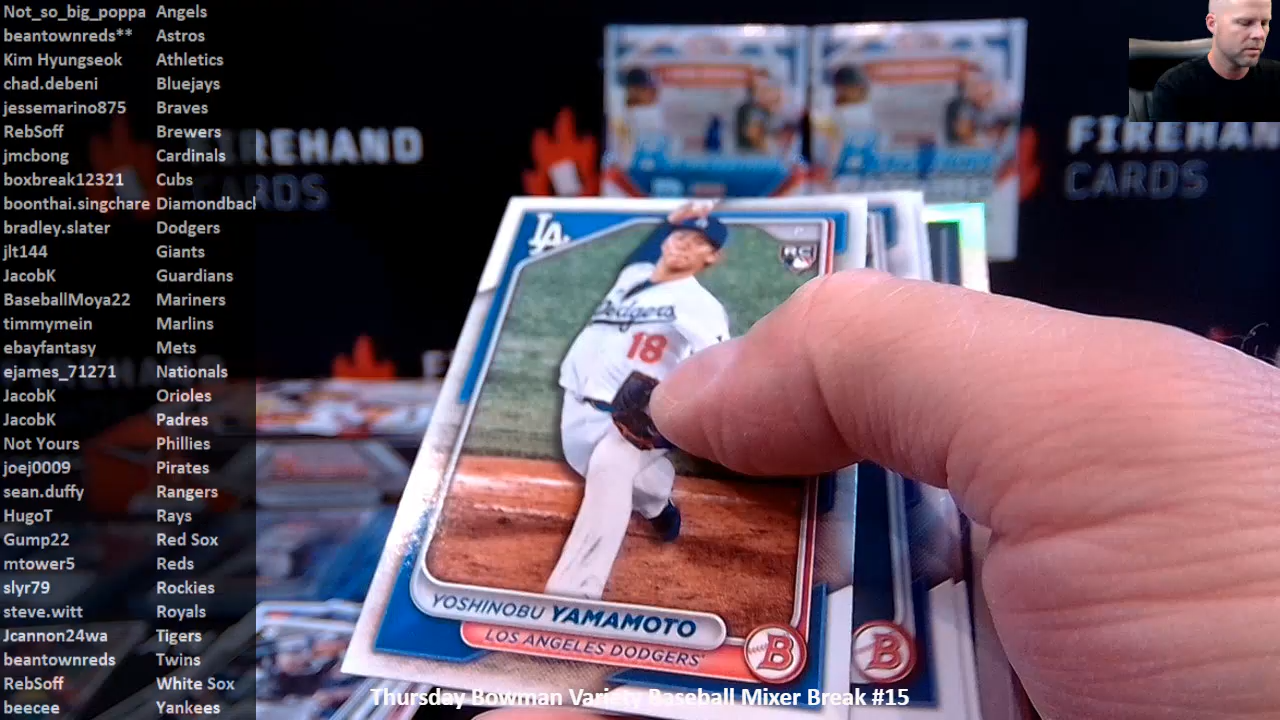 Not_so_big_poppa Angels
beantownreds** Astros
Kim Hyungseok Athletics
chad.debeni Bluejays
jessemarino875 Braves
RebSoff Brewers
jmcbong Cardinals
boxbreak12321 Cubs
boonthai.singchare Diamondbac
bradley.slater Dodgers
jlt144 Giants
JacobK Guardians
BaseballMoya22 Mariners
timmymein Marlins
ebayfantasy Mets
ejames_71271 Nationals
JacobK Orioles
JacobK Padres
Not Yours Phillies
joej0009 Pirates
sean.duffy Rangers
HugoT Rays
Gump22 Red Sox
mtower5 Reds
slyr79 Rockies
steve.witt Royals
Jcannon24wa Tigers
beantownreds Twins
RebSoff White Sox
beecee Yankees
FIREHAND
CARDS
FIREHAN
CARDS
LA
RC
Dodgers
18
YOSHINOBU YAMAMOTO
LOS ANGELES DODGERS
B
B
Thursday Bowman Variety Baseball Mixer Break #15